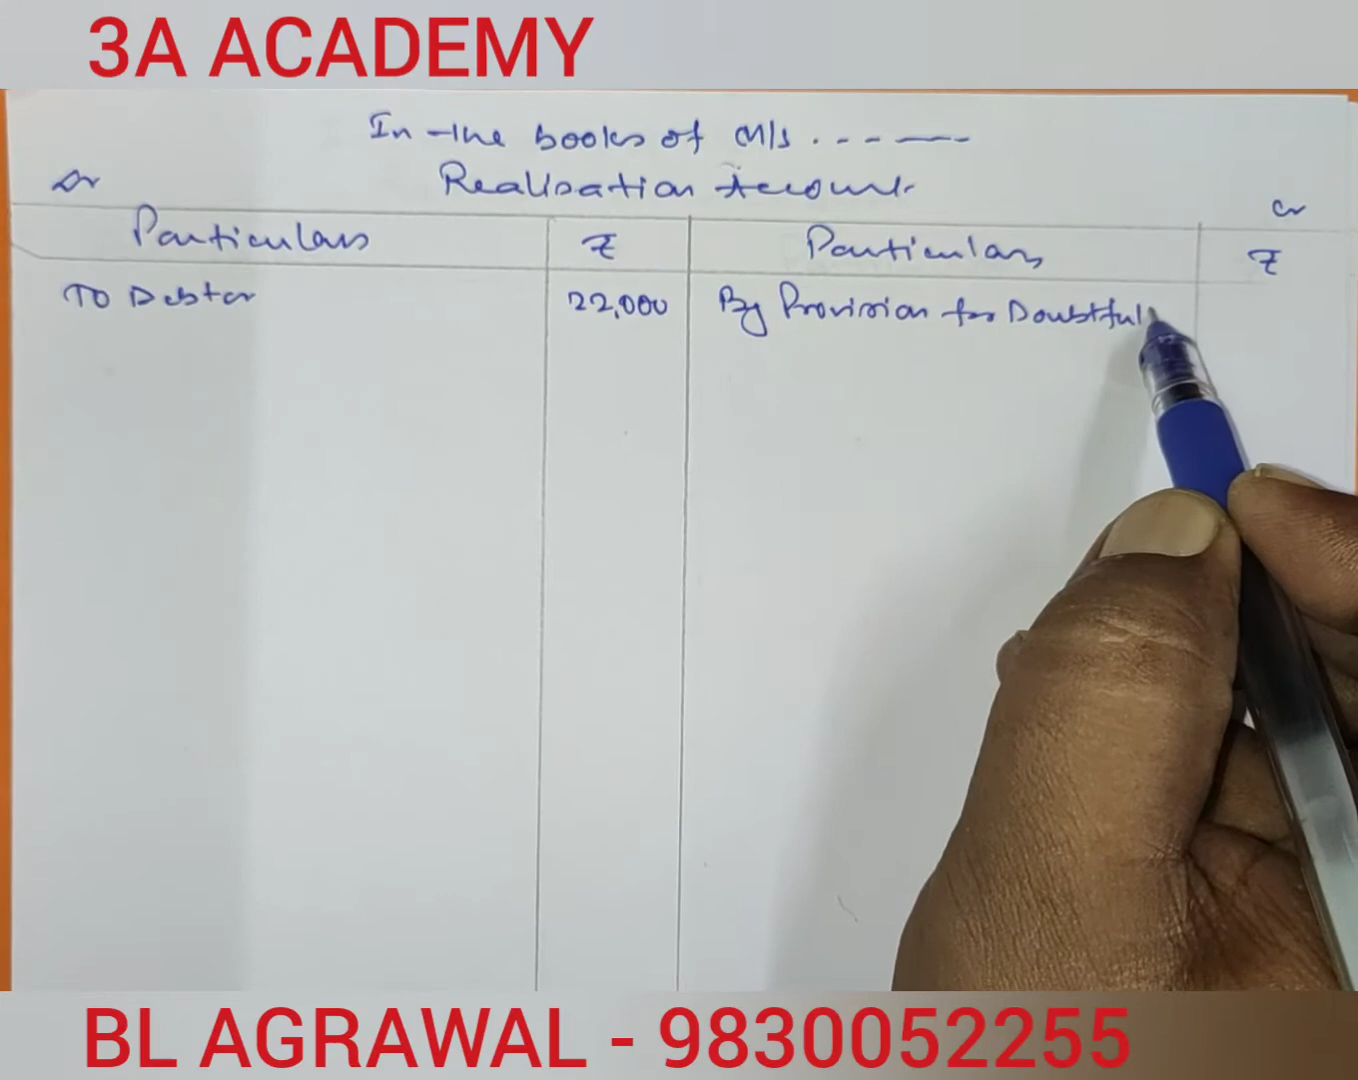 3A ACADEMY
In the books of M/s . - - - ——
Realisation Account
Dr
Cr
Particulars ₹ Particulars ₹
To Debtor 22,000 By Provision for Doubtful
BL AGRAWAL - 9830052255